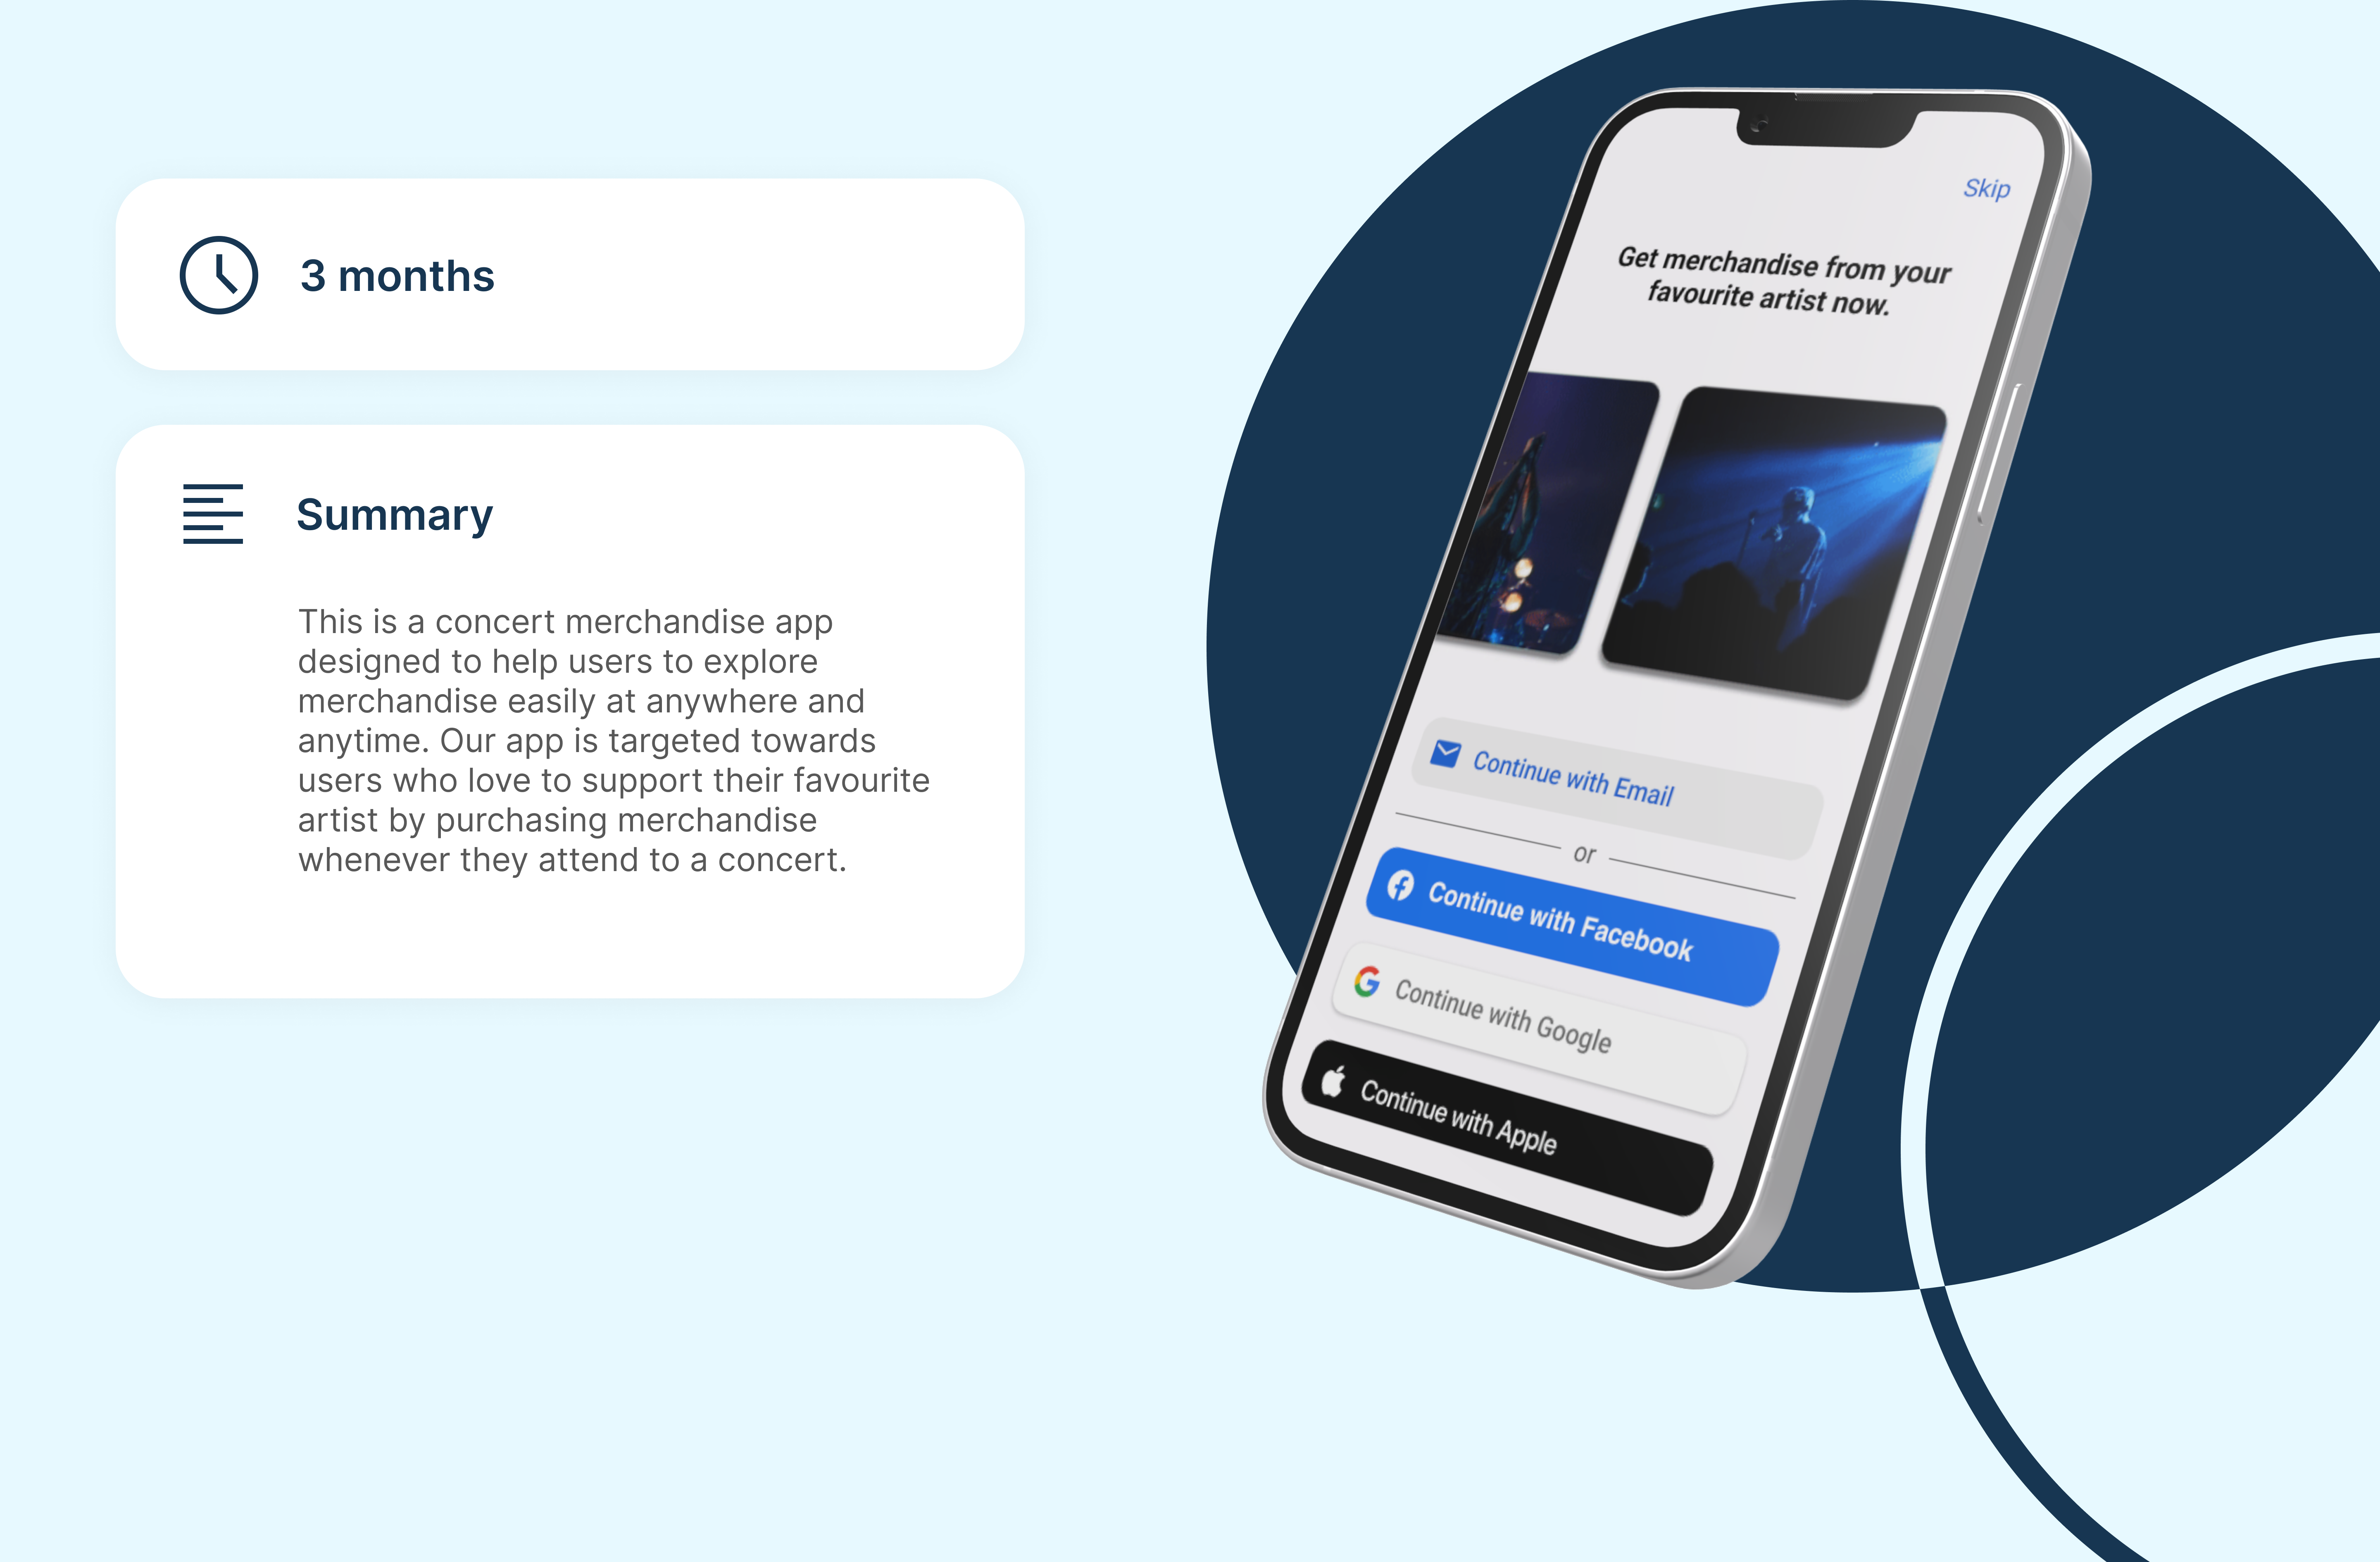 3 months
Summary
This is a concert merchandise app
designed to help users to explore
merchandise easily at anywhere and
anytime. Our app is targeted towards
users who love to support their favourite
artist by purchasing merchandise
whenever they attend to a concert.
Skip
Get merchandise from your
favourite artist now.
Continue with Email
or
Continue with Facebook
Continue with Google
Continue with Apple